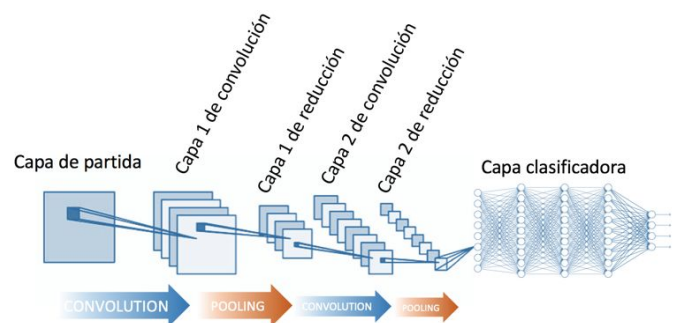 Capa de partida
Capa 1 de convolución
Capa 1 de reducción
Capa 2 de convolución
Capa 2 de reducción
Capa clasificadora
CONVOLUTION
POOLING
CONVOLUTION
POOLING